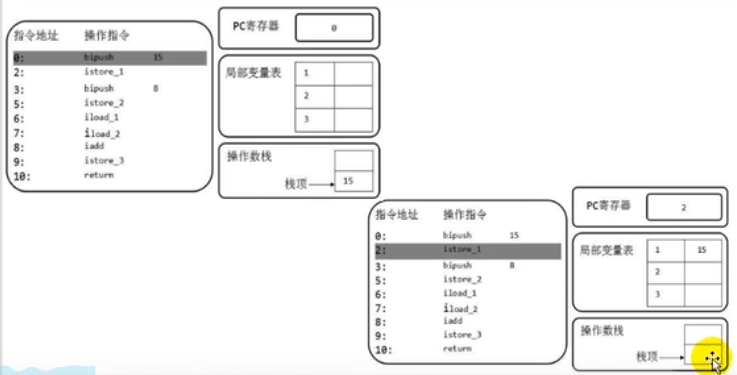 指令地址 操作指令
0: bipush 15
2: istore_1
3: bipush 8
5: istore_2
6: iload_1
7: iload_2
8: iadd
9: istore_3
10: return
PC寄存器 0
局部变量表 1
2
3
操作数栈
栈顶 15
指令地址 操作指令
0: bipush 15
2: istore_1
3: bipush 8
5: istore_2
6: iload_1
7: iload_2
8: iadd
9: istore_3
10: return
PC寄存器 2
局部变量表 1 15
2
3
操作数栈
栈顶